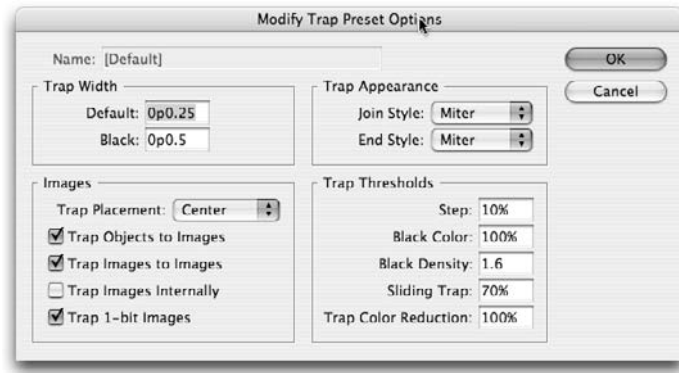 Modify Trap Preset Options
Name: [Default]
OK
Cancel
Trap Width
Default: 0p0.25
Black: 0p0.5
Trap Appearance
Join Style: Miter
End Style: Miter
Images
Trap Placement: Center
Trap Objects to Images
Trap Images to Images
Trap Images Internally
Trap 1-bit Images
Trap Thresholds
Step: 10%
Black Color: 100%
Black Density: 1.6
Sliding Trap: 70%
Trap Color Reduction: 100%